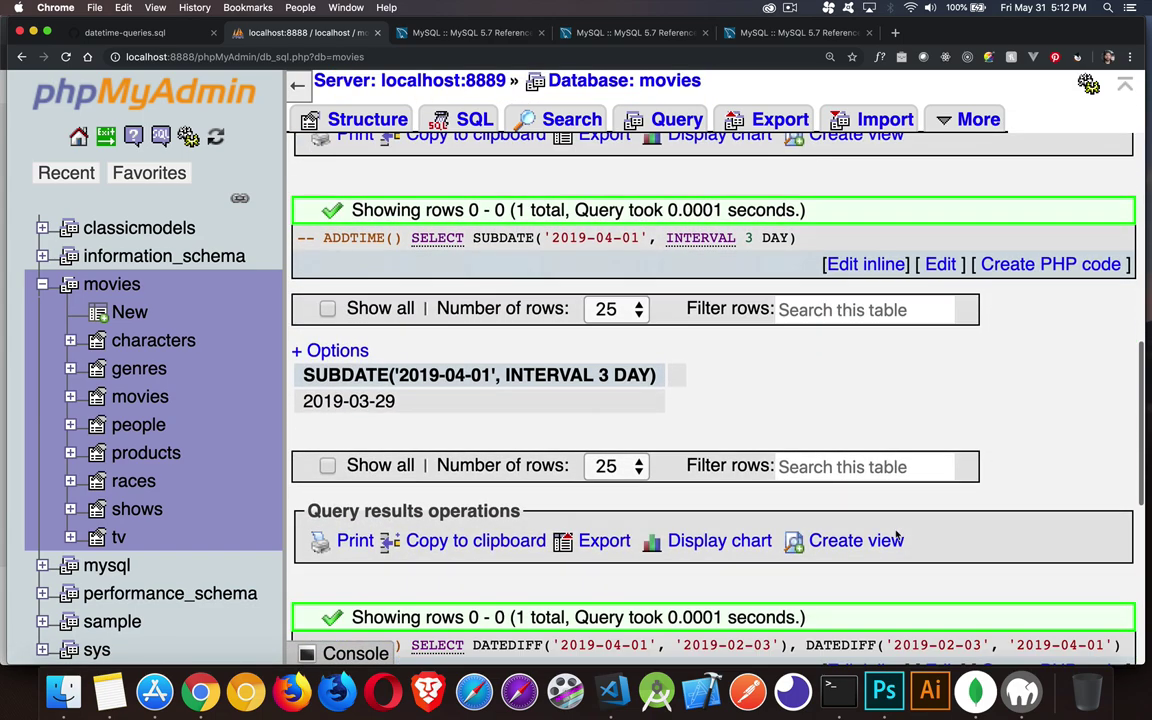 Chrome File Edit View History Bookmarks People Window Help 100% Fri May 31 5:12 PM
datetime-queries.sql × localhost:8888 / localhost / mo × MySQL :: MySQL 5.7 Referenc × MySQL :: MySQL 5.7 Referenc × MySQL :: MySQL 5.7 Referenc × +
localhost:8888/phpMyAdmin/db_sql.php?db=movies
phpMyAdmin
Recent Favorites
classicmodels
information_schema
movies
New
characters
genres
movies
people
products
races
shows
tv
mysql
performance_schema
sample
sys
Server: localhost:8889 » Database: movies
Structure SQL Search Query Export Import More
Print Copy to clipboard Export Display chart Create view
Showing rows 0 - 0 (1 total, Query took 0.0001 seconds.)
-- ADDTIME() SELECT SUBDATE('2019-04-01', INTERVAL 3 DAY)
[Edit inline] [ Edit ] [ Create PHP code ]
Show all | Number of rows: 25 Filter rows: Search this table
+ Options
SUBDATE('2019-04-01', INTERVAL 3 DAY)
2019-03-29
Show all | Number of rows: 25 Filter rows: Search this table
Query results operations
Print Copy to clipboard Export Display chart Create view
Showing rows 0 - 0 (1 total, Query took 0.0001 seconds.)
) SELECT DATEDIFF('2019-04-01', '2019-02-03'), DATEDIFF('2019-02-03', '2019-04-01')
Console
Ps Ai